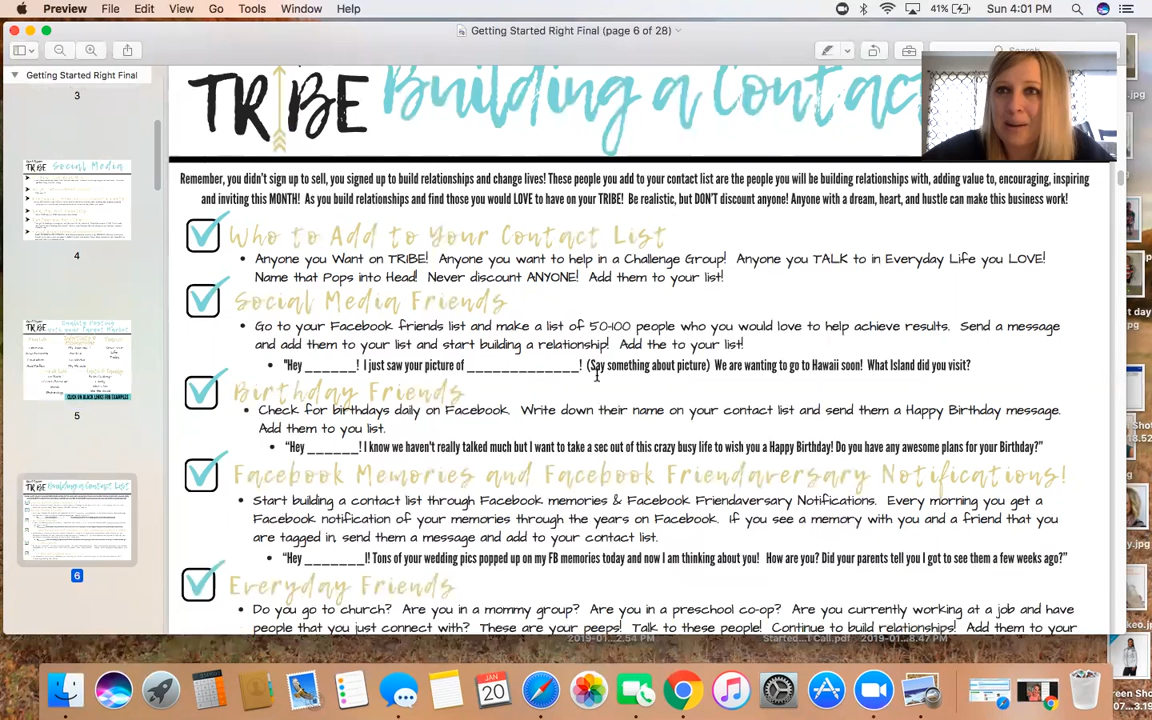 Preview File Edit View Go Tools Window Help 41% Sun 4:01 PM
Getting Started Right Final (page 6 of 28)
Search
Getting Started Right Final
3
Social Media
TRIBE
4
TRIBE
5
TRIBE Building a Contact List
6
TRIBE Building a Contac
Remember, you didn't sign up to sell, you signed up to build relationships and change lives! These people you add to your contact list are the people you will be building relationships with, adding value to, encouraging, inspiring
and inviting this MONTH! As you build relationships and find those you would LOVE to have on your TRIBE! Be realistic, but DON'T discount anyone! Anyone with a dream, heart, and hustle can make this business work!
Who to Add to Your Contact List
• Anyone you Want on TRIBE! Anyone you want to help in a Challenge Group! Anyone you TALK to in Everyday Life you LOVE!
Name that Pops into Head! Never discount ANYONE! Add them to your list!
Social Media Friends
• Go to your Facebook friends list and make a list of 50-100 people who you would love to help achieve results. Send a message
and add them to your list and start building a relationship! Add the to your list!
• "Hey ______! I just saw your picture of _____________! (Say something about picture) We are wanting to go to Hawaii soon! What Island did you visit?
Birthday Friends
• Check for birthdays daily on Facebook. Write down their name on your contact list and send them a Happy Birthday message.
Add them to you list.
• "Hey ______! I know we haven't really talked much but I want to take a sec out of this crazy busy life to wish you a Happy Birthday! Do you have any awesome plans for your Birthday?"
Facebook Memories and Facebook Friendaversary Notifications!
• Start building a contact list through Facebook memories & Facebook Friendaversary Notifications. Every morning you get a
Facebook notification of your memories through the years on Facebook. If you see a memory with you and a friend that you
are tagged in, send them a message and add to your contact list.
• "Hey _______! Tons of your wedding pics popped up on my FB memories today and now I am thinking about you! How are you? Did your parents tell you I got to see them a few weeks ago?"
Everyday Friends
• Do you go to church? Are you in a mommy group? Are you in a preschool co-op? Are you currently working at a job and have
people that you just connect with? These are your peeps! Talk to these people! Continue to build relationships! Add them to your
JAN
20